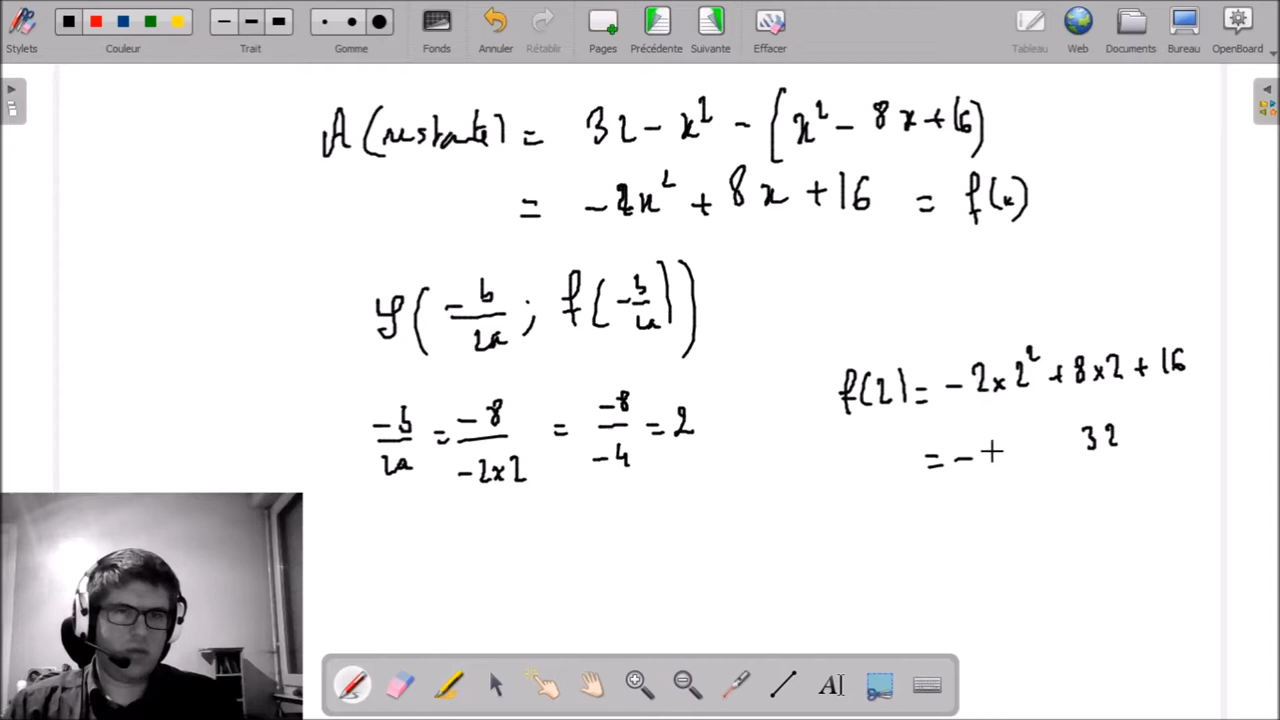 Stylets Couleur Trait Gomme Fonds Annuler Rétablir Pages Précédente Suivante Effacer Tableau Web Documents Bureau OpenBoard
A(restante) = 32 - x² - (x² - 8x + 16)
= -2x² + 8x + 16 = f(x)
S(-b/2a ; f(-b/2a))
f(2) = -2×2² + 8×2 + 16
-b/2a = -8/-2×2 = -8/-4 = 2
= - 32